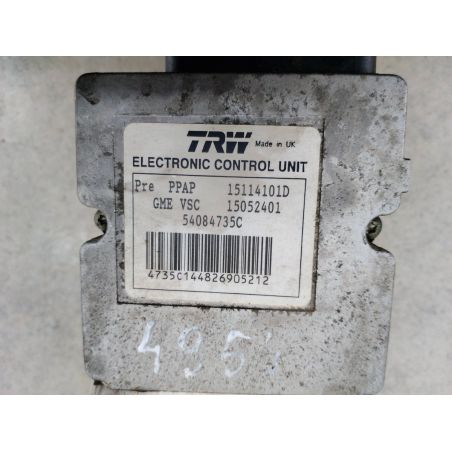 TRW Made in UK
ELECTRONIC CONTROL UNIT
Pre PPAP 15114101D
GME VSC 15052401
54084735C
4735C144826905212
495